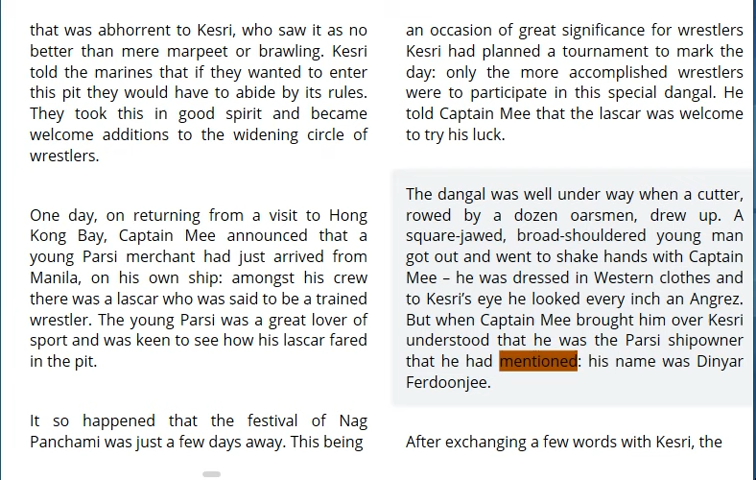 that was abhorrent to Kesri, who saw it as no
better than mere marpeet or brawling. Kesri
told the marines that if they wanted to enter
this pit they would have to abide by its rules.
They took this in good spirit and became
welcome additions to the widening circle of
wrestlers.
One day, on returning from a visit to Hong
Kong Bay, Captain Mee announced that a
young Parsi merchant had just arrived from
Manila, on his own ship: amongst his crew
there was a lascar who was said to be a trained
wrestler. The young Parsi was a great lover of
sport and was keen to see how his lascar fared
in the pit.
It so happened that the festival of Nag
Panchami was just a few days away. This being
an occasion of great significance for wrestlers
Kesri had planned a tournament to mark the
day: only the more accomplished wrestlers
were to participate in this special dangal. He
told Captain Mee that the lascar was welcome
to try his luck.
The dangal was well under way when a cutter,
rowed by a dozen oarsmen, drew up. A
square-jawed, broad-shouldered young man
got out and went to shake hands with Captain
Mee – he was dressed in Western clothes and
to Kesri’s eye he looked every inch an Angrez.
But when Captain Mee brought him over Kesri
understood that he was the Parsi shipowner
that he had mentioned: his name was Dinyar
Ferdoonjee.
After exchanging a few words with Kesri, the